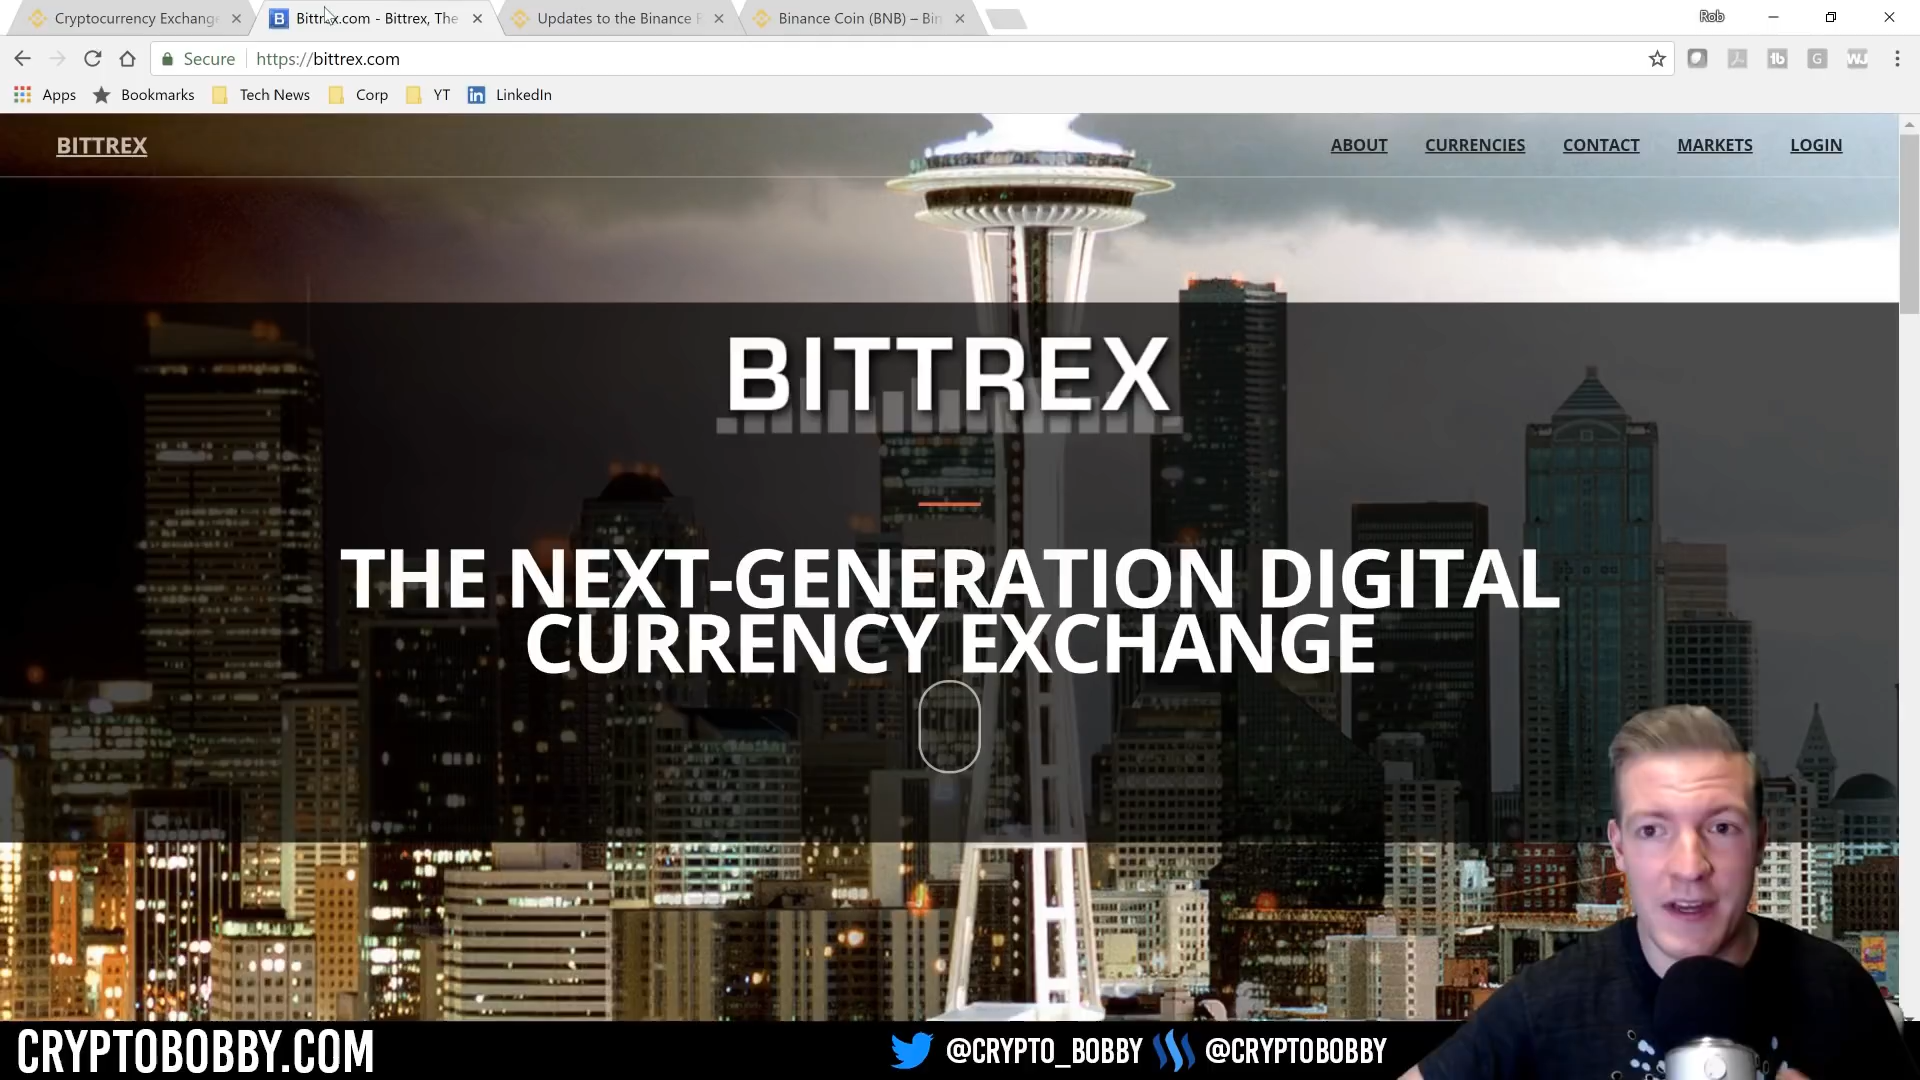 Cryptocurrency Exchange
Bittrex.com - Bittrex, The
Updates to the Binance
Binance Coin (BNB) – Bin
Rob
Secure
https://bittrex.com
Apps
Bookmarks
Tech News
Corp
YT
LinkedIn
BITTREX
ABOUT
CURRENCIES
CONTACT
MARKETS
LOGIN
BITTREX
THE NEXT-GENERATION DIGITAL
CURRENCY EXCHANGE
CRYPTOBOBBY.COM
@CRYPTO_BOBBY
@CRYPTOBOBBY